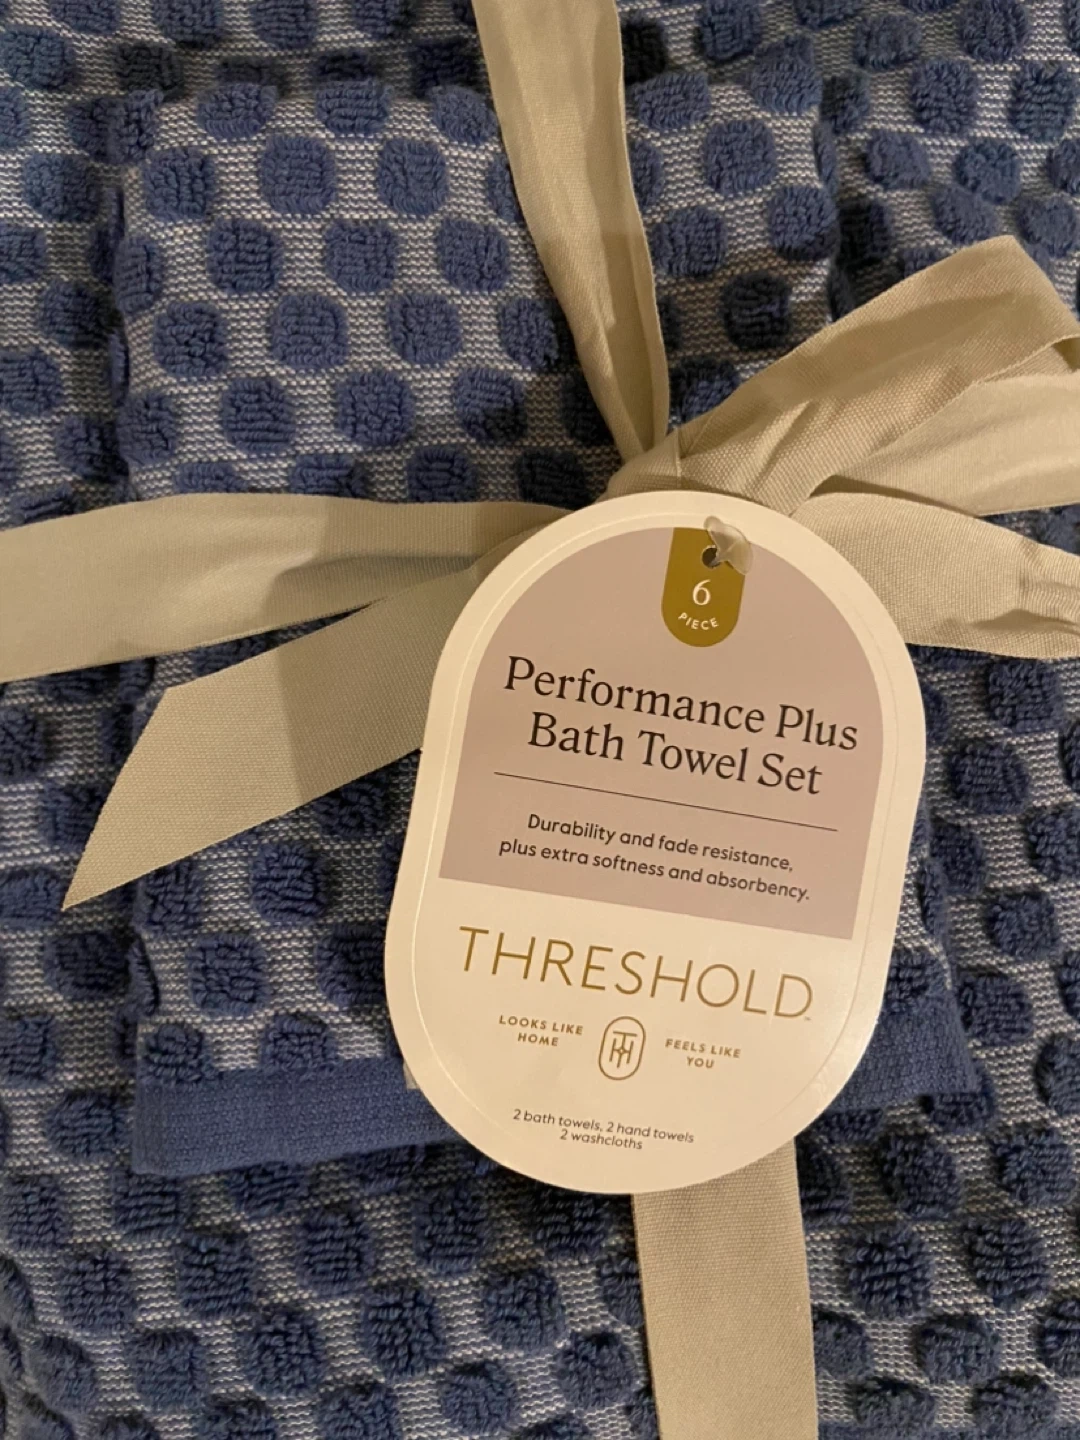 6
PIECE
Performance Plus
Bath Towel Set
Durability and fade resistance,
plus extra softness and absorbency.
THRESHOLD™
LOOKS LIKE
HOME
FEELS LIKE
YOU
2 bath towels, 2 hand towels
2 washcloths